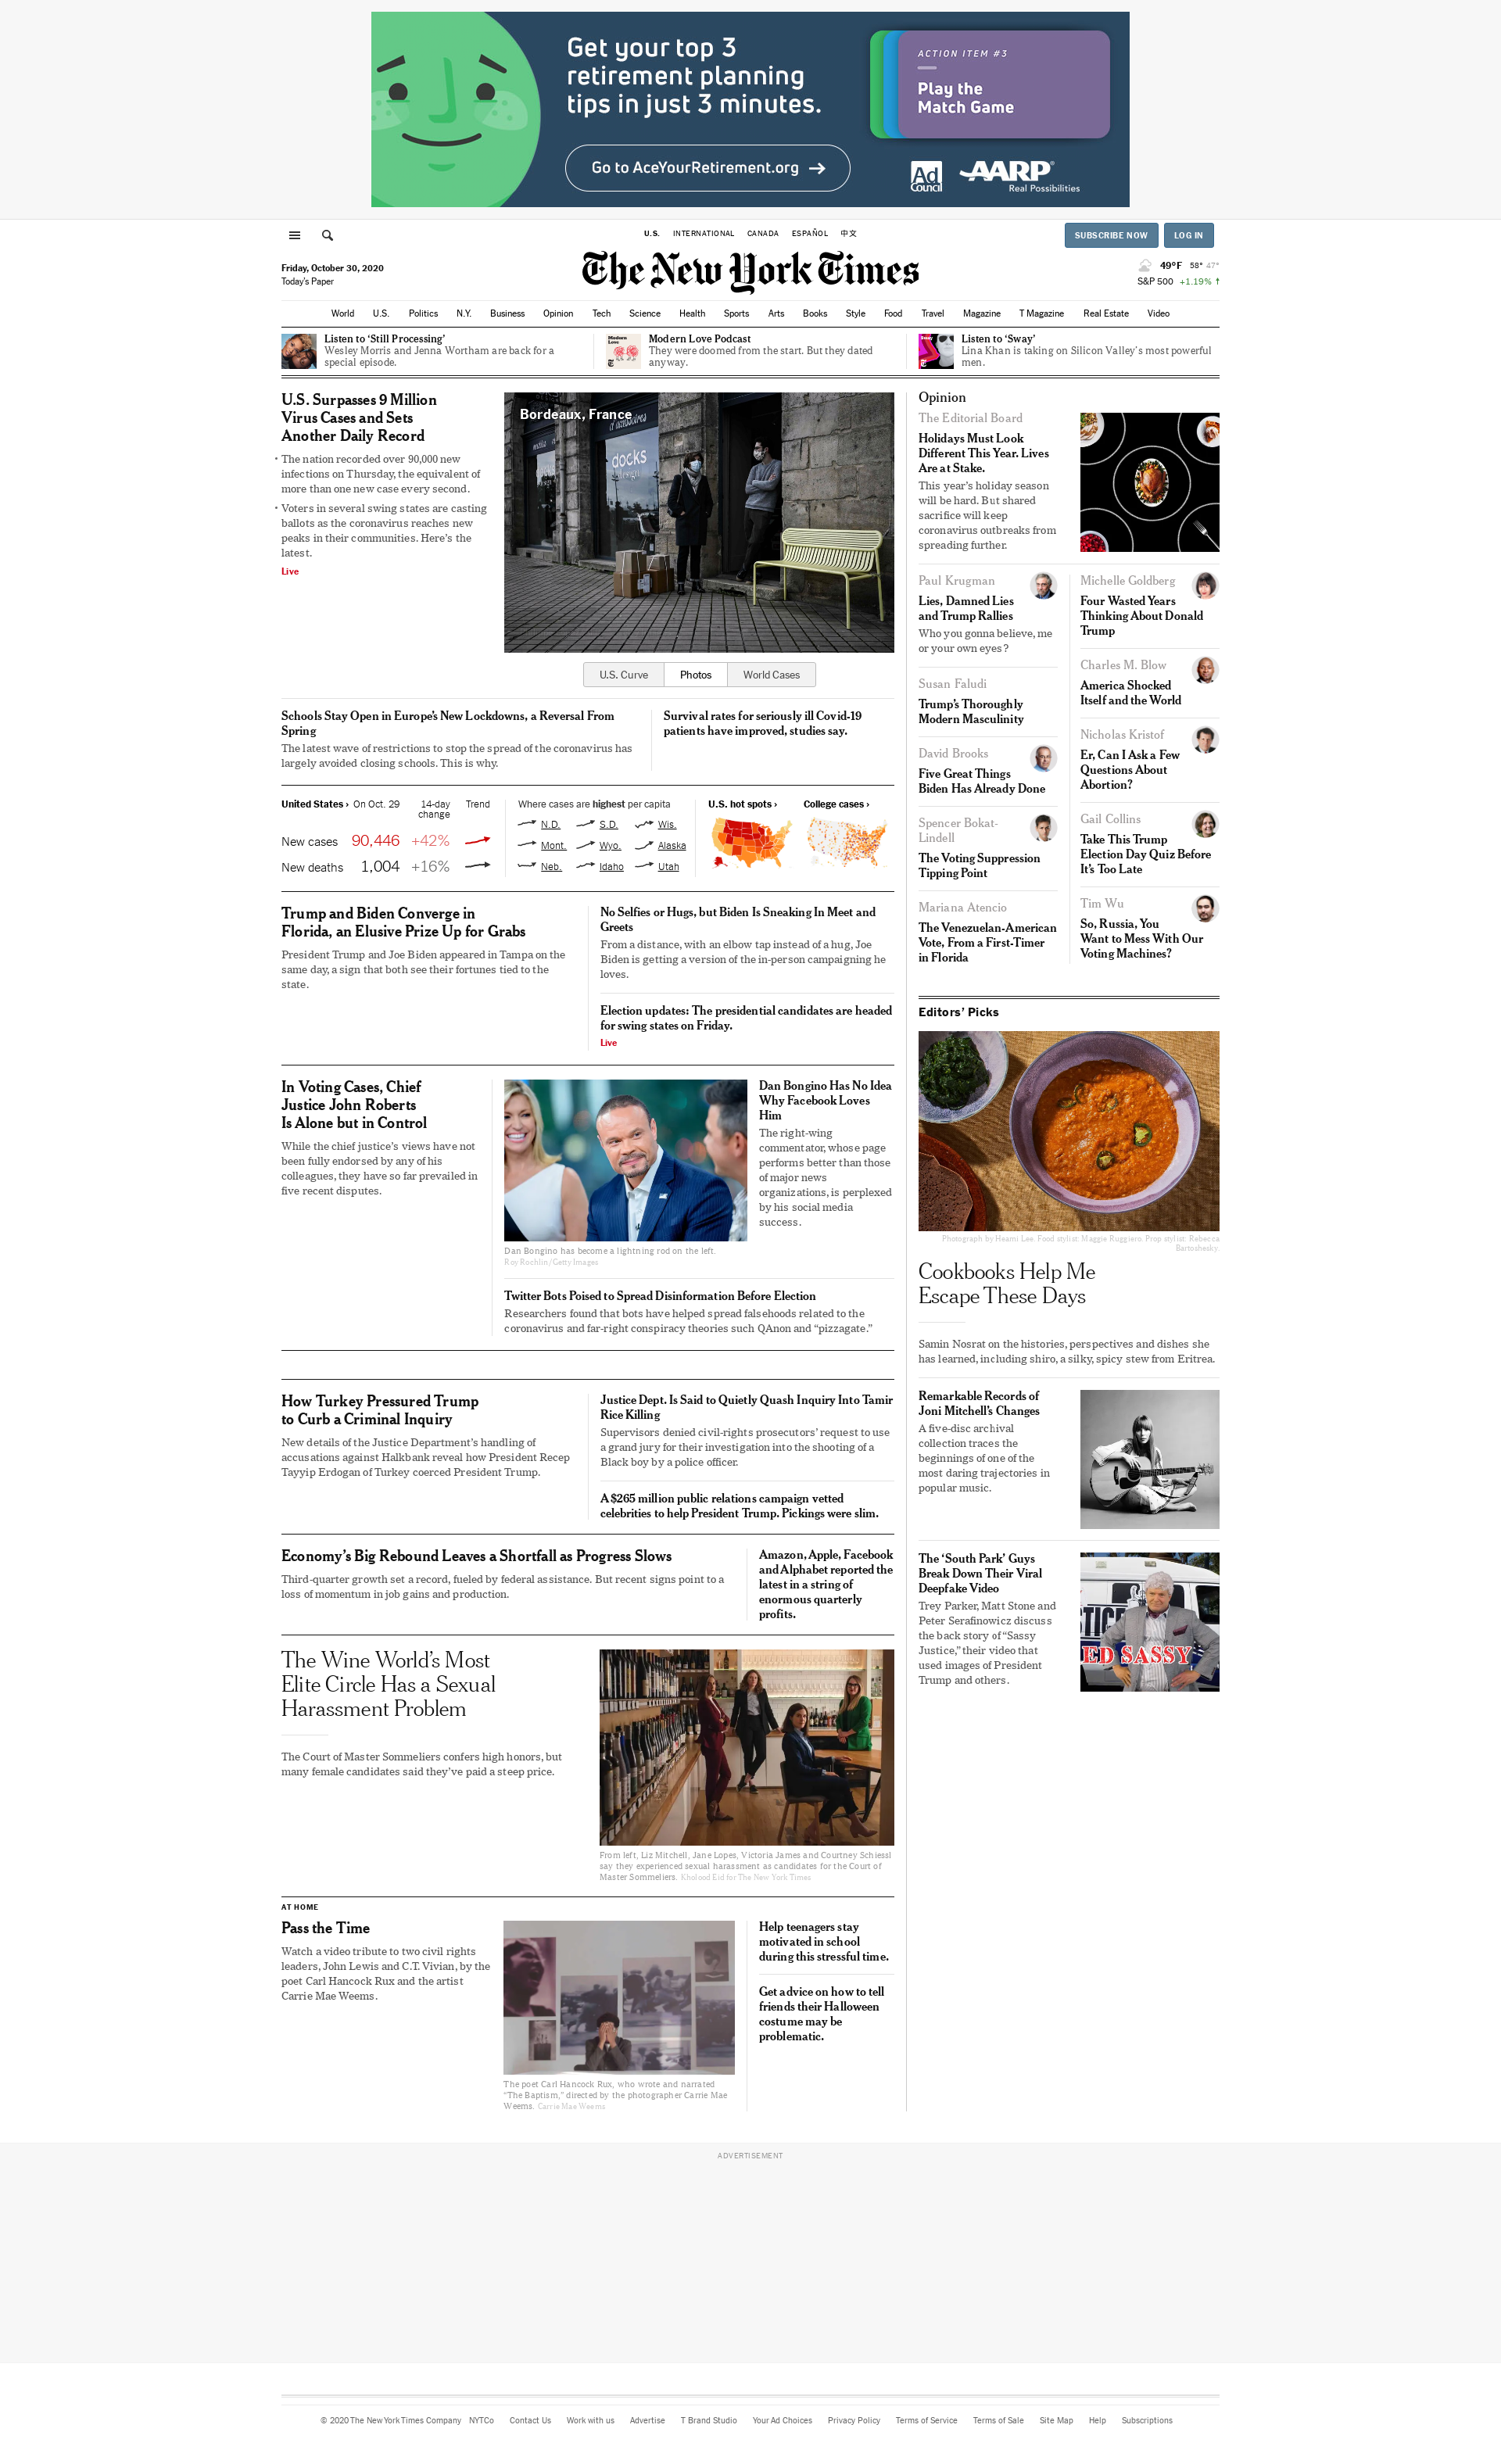 Get your top 3
retirement planning
tips in just 3 minutes.
Go to AceYourRetirement.org →
ACTION ITEM #3
Play the
Match Game
Ad
Council
AARP®
Real Possibilities
U.S. INTERNATIONAL CANADA ESPAÑOL 中文
SUBSCRIBE NOW LOG IN
Friday, October 30, 2020
Today's Paper
The New York Times
49°F 58° 47°
S&P 500 +1.19% ↑
World U.S. Politics N.Y. Business Opinion Tech Science Health Sports Arts Books Style Food Travel Magazine T Magazine Real Estate Video
Listen to ‘Still Processing’
Wesley Morris and Jenna Wortham are back for a
special episode.
Modern Love Podcast
They were doomed from the start. But they dated
anyway.
Listen to ‘Sway’
Lina Khan is taking on Silicon Valley's most powerful
men.
U.S. Surpasses 9 Million
Virus Cases and Sets
Another Daily Record
• The nation recorded over 90,000 new
infections on Thursday, the equivalent of
more than one new case every second.
• Voters in several swing states are casting
ballots as the coronavirus reaches new
peaks in their communities. Here’s the
latest.
Live
Bordeaux, France
docks
U.S. Curve Photos World Cases
Schools Stay Open in Europe’s New Lockdowns, a Reversal From
Spring
The latest wave of restrictions to stop the spread of the coronavirus has
largely avoided closing schools. This is why.
Survival rates for seriously ill Covid-19
patients have improved, studies say.
United States › On Oct. 29 14-day
change Trend
New cases 90,446 +42%
New deaths 1,004 +16%
Where cases are highest per capita
N.D. S.D. Wis.
Mont. Wyo. Alaska
Neb. Idaho Utah
U.S. hot spots › College cases ›
Trump and Biden Converge in
Florida, an Elusive Prize Up for Grabs
President Trump and Joe Biden appeared in Tampa on the
same day, a sign that both see their fortunes tied to the
state.
No Selfies or Hugs, but Biden Is Sneaking In Meet and
Greets
From a distance, with an elbow tap instead of a hug, Joe
Biden is getting a version of the in-person campaigning he
loves.
Election updates: The presidential candidates are headed
for swing states on Friday.
Live
In Voting Cases, Chief
Justice John Roberts
Is Alone but in Control
While the chief justice’s views have not
been fully endorsed by any of his
colleagues, they have so far prevailed in
five recent disputes.
Dan Bongino has become a lightning rod on the left.
Roy Rochlin/Getty Images
Dan Bongino Has No Idea
Why Facebook Loves
Him
The right-wing
commentator, whose page
performs better than those
of major news
organizations, is perplexed
by his social media
success.
Twitter Bots Poised to Spread Disinformation Before Election
Researchers found that bots have helped spread falsehoods related to the
coronavirus and far-right conspiracy theories such QAnon and “pizzagate.”
How Turkey Pressured Trump
to Curb a Criminal Inquiry
New details of the Justice Department’s handling of
accusations against Halkbank reveal how President Recep
Tayyip Erdogan of Turkey coerced President Trump.
Justice Dept. Is Said to Quietly Quash Inquiry Into Tamir
Rice Killing
Supervisors denied civil-rights prosecutors’ request to use
a grand jury for their investigation into the shooting of a
Black boy by a police officer.
A $265 million public relations campaign vetted
celebrities to help President Trump. Pickings were slim.
Economy’s Big Rebound Leaves a Shortfall as Progress Slows
Third-quarter growth set a record, fueled by federal assistance. But recent signs point to a
loss of momentum in job gains and production.
Amazon, Apple, Facebook
and Alphabet reported the
latest in a string of
enormous quarterly
profits.
The Wine World’s Most
Elite Circle Has a Sexual
Harassment Problem
The Court of Master Sommeliers confers high honors, but
many female candidates said they’ve paid a steep price.
From left, Liz Mitchell, Jane Lopes, Victoria James and Courtney Schiessl
say they experienced sexual harassment as candidates for the Court of
Master Sommeliers. Kholood Eid for The New York Times
AT HOME
Pass the Time
Watch a video tribute to two civil rights
leaders, John Lewis and C.T. Vivian, by the
poet Carl Hancock Rux and the artist
Carrie Mae Weems.
The poet Carl Hancock Rux, who wrote and narrated
“The Baptism,” directed by the photographer Carrie Mae
Weems. Carrie Mae Weems
Help teenagers stay
motivated in school
during this stressful time.
Get advice on how to tell
friends their Halloween
costume may be
problematic.
Opinion
The Editorial Board
Holidays Must Look
Different This Year. Lives
Are at Stake.
This year’s holiday season
will be hard. But shared
sacrifice will keep
coronavirus outbreaks from
spreading further.
Paul Krugman
Lies, Damned Lies
and Trump Rallies
Who you gonna believe, me
or your own eyes?
Susan Faludi
Trump’s Thoroughly
Modern Masculinity
David Brooks
Five Great Things
Biden Has Already Done
Spencer Bokat-
Lindell
The Voting Suppression
Tipping Point
Mariana Atencio
The Venezuelan-American
Vote, From a First-Timer
in Florida
Michelle Goldberg
Four Wasted Years
Thinking About Donald
Trump
Charles M. Blow
America Shocked
Itself and the World
Nicholas Kristof
Er, Can I Ask a Few
Questions About
Abortion?
Gail Collins
Take This Trump
Election Day Quiz Before
It’s Too Late
Tim Wu
So, Russia, You
Want to Mess With Our
Voting Machines?
Editors’ Picks
Photograph by Heami Lee. Food stylist: Maggie Ruggiero. Prop stylist: Rebecca
Bartoshesky.
Cookbooks Help Me
Escape These Days
Samin Nosrat on the histories, perspectives and dishes she
has learned, including shiro, a silky, spicy stew from Eritrea.
Remarkable Records of
Joni Mitchell’s Changes
A five-disc archival
collection traces the
beginnings of one of the
most daring trajectories in
popular music.
The ‘South Park’ Guys
Break Down Their Viral
Deepfake Video
Trey Parker, Matt Stone and
Peter Serafinowicz discuss
the back story of “Sassy
Justice,” their video that
used images of President
Trump and others.
ED SASSY
ADVERTISEMENT
© 2020 The New York Times Company NYTCo Contact Us Work with us Advertise T Brand Studio Your Ad Choices Privacy Policy Terms of Service Terms of Sale Site Map Help Subscriptions